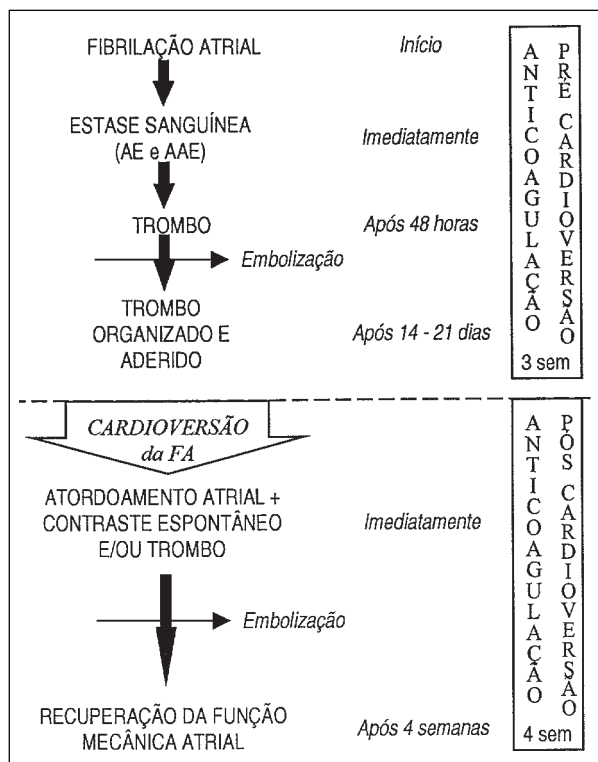 FIBRILAÇÃO ATRIAL
Início
ESTASE SANGUÍNEA
(AE e AAE)
Imediatamente
TROMBO
Após 48 horas
Embolização
TROMBO
ORGANIZADO E
ADERIDO
Após 14 - 21 dias
ANTICOAGULAÇÃO
PRÉ CARDIOVERSÃO
3 sem
CARDIOVERSÃO
da FA
ATORDOAMENTO ATRIAL +
CONTRASTE ESPONTÂNEO
E/OU TROMBO
Imediatamente
Embolização
RECUPERAÇÃO DA FUNÇÃO
MECÂNICA ATRIAL
Após 4 semanas
ANTICOAGULAÇÃO
PÓS CARDIOVERSÃO
4 sem